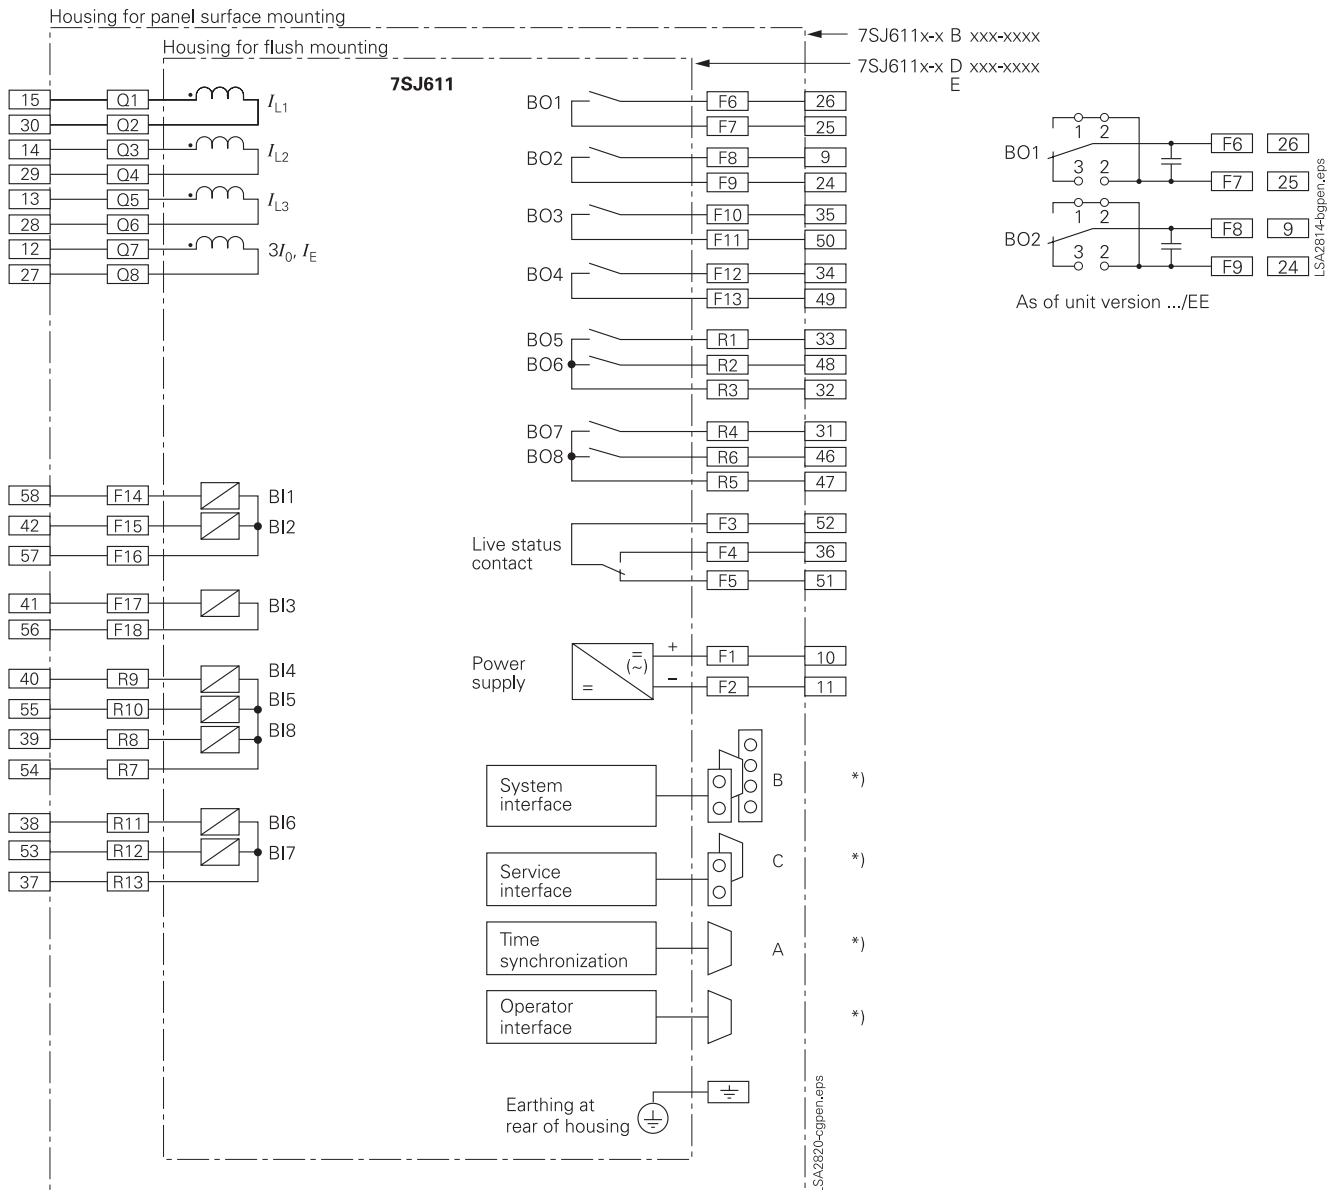 Housing for panel surface mounting
7SJ611x-x B xxx-xxxx
Housing for flush mounting
7SJ611x-x D xxx-xxxx
E
7SJ611
15 Q1 IL1
30 Q2
14 Q3 IL2
29 Q4
13 Q5 IL3
28 Q6
12 Q7 3I0, IE
27 Q8
58 F14 BI1
42 F15 BI2
57 F16
41 F17 BI3
56 F18
40 R9 BI4
55 R10 BI5
39 R8 BI8
54 R7
38 R11 BI6
53 R12 BI7
37 R13
BO1 F6 26
F7 25
BO2 F8 9
F9 24
BO3 F10 35
F11 50
BO4 F12 34
F13 49
BO5 R1 33
BO6 R2 48
R3 32
BO7 R4 31
BO8 R6 46
R5 47
F3 52
Live status
contact
F4 36
F5 51
Power
supply
= (~)
=
+ F1 10
– F2 11
System
interface
B *)
Service
interface
C *)
Time
synchronization
A *)
Operator
interface
*)
Earthing at
rear of housing
LSA2820-cgpen.eps
1 2
BO1 F6 26
3 2
F7 25
1 2
BO2 F8 9
3 2
F9 24
As of unit version .../EE
LSA2814-bgpen.eps